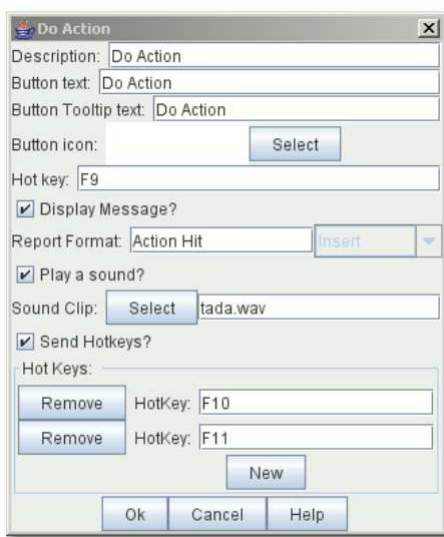 Do Action
Description: Do Action
Button text: Do Action
Button Tooltip text: Do Action
Button icon: Select
Hot key: F9
Display Message?
Report Format: Action Hit Insert
Play a sound?
Sound Clip: Select tada.wav
Send Hotkeys?
Hot Keys:
Remove HotKey: F10
Remove HotKey: F11
New
Ok Cancel Help